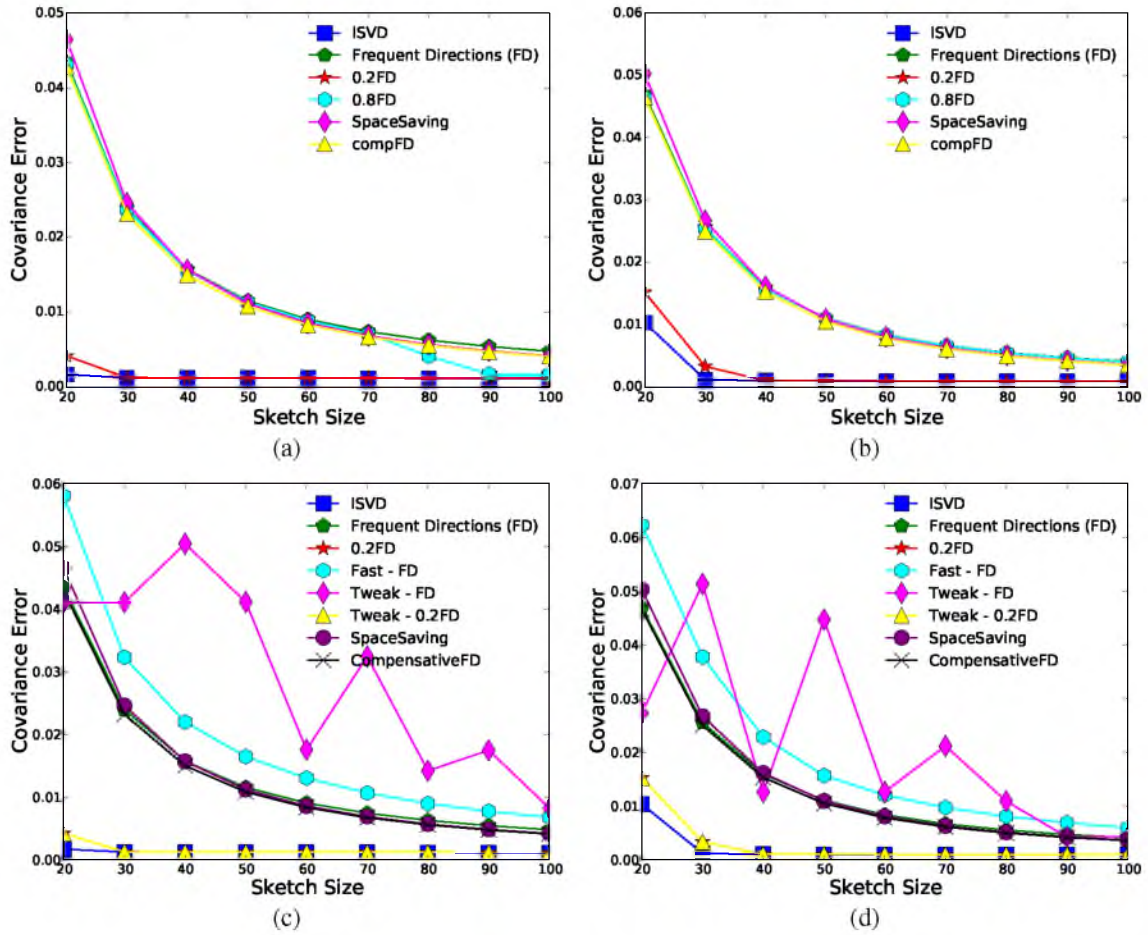 0.05
0.04
0.03
0.02
0.01
0.00
Covariance Error
ISVD
Frequent Directions (FD)
0.2FD
0.8FD
SpaceSaving
compFD
20 30 40 50 60 70 80 90 100
Sketch Size
(a)
0.06
0.05
0.04
0.03
0.02
0.01
0.00
Covariance Error
ISVD
Frequent Directions (FD)
0.2FD
0.8FD
SpaceSaving
compFD
20 30 40 50 60 70 80 90 100
Sketch Size
(b)
0.06
0.05
0.04
0.03
0.02
0.01
0.00
Covariance Error
ISVD
Frequent Directions (FD)
0.2FD
Fast - FD
Tweak - FD
Tweak - 0.2FD
SpaceSaving
CompensativeFD
20 30 40 50 60 70 80 90 100
Sketch Size
(c)
0.07
0.06
0.05
0.04
0.03
0.02
0.01
0.00
Covariance Error
ISVD
Frequent Directions (FD)
0.2FD
Fast - FD
Tweak - FD
Tweak - 0.2FD
SpaceSaving
CompensativeFD
20 30 40 50 60 70 80 90 100
Sketch Size
(d)